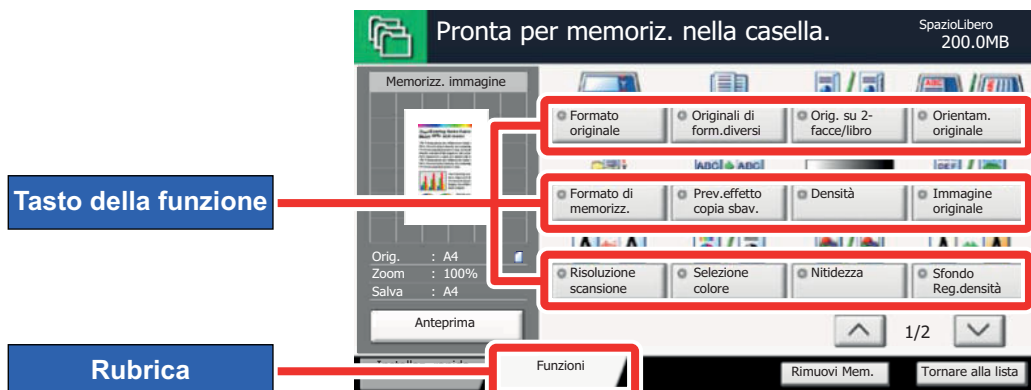 Pronta per memoriz. nella casella.
SpazioLibero
200.0MB
Memorizz. immagine
Formato
originale
Originali di
form.diversi
Orig. su 2-
facce/libro
Orientam.
originale
Tasto della funzione
Formato di
memorizz.
Prev.effetto
copia sbav.
Densità
Immagine
originale
Orig. : A4
Zoom : 100%
Salva : A4
Risoluzione
scansione
Selezione
colore
Nitidezza
Sfondo
Reg.densità
Anteprima
1/2
Rubrica
Funzioni
Rimuovi Mem.
Tornare alla lista